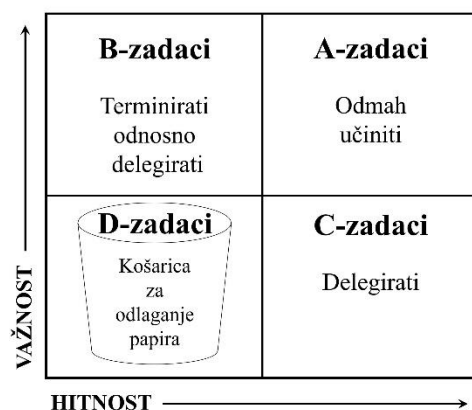 B-zadaci
Terminirati
odnosno
delegirati
A-zadaci
Odmah
učiniti
D-zadaci
Košarica
za
odlaganje
papira
C-zadaci
Delegirati
VAŽNOST
HITNOST